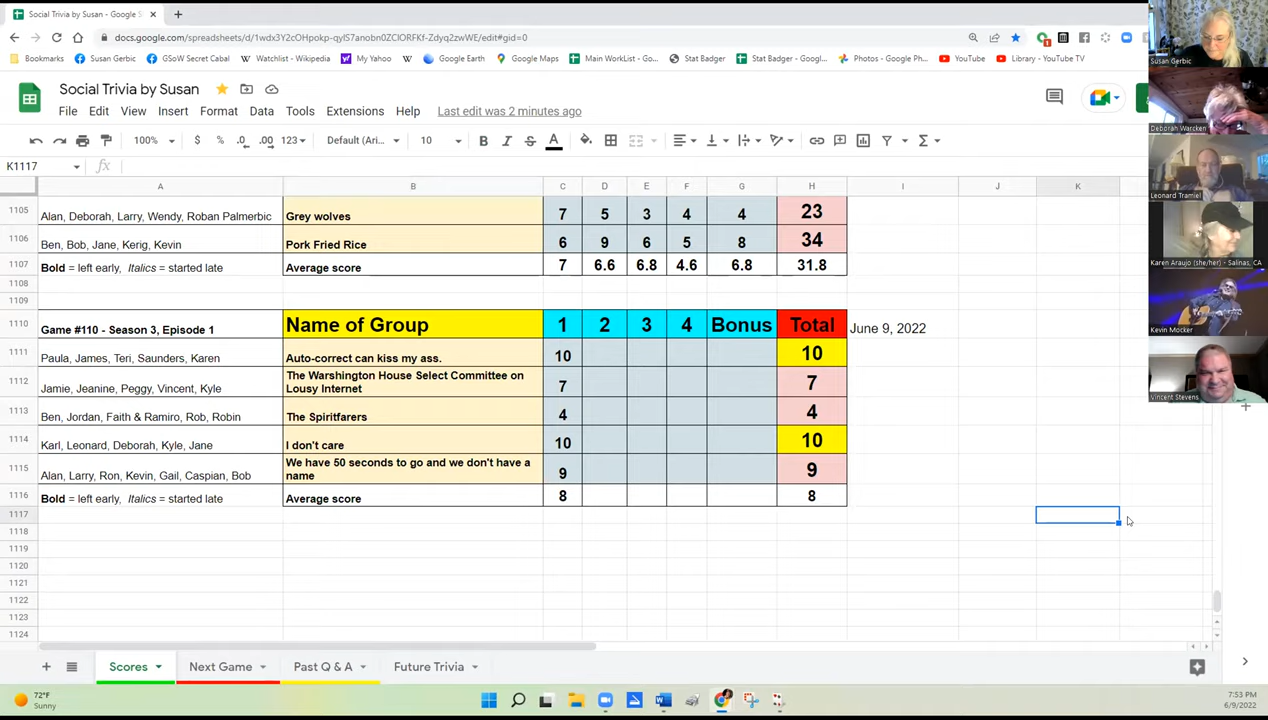 Social Trivia by Susan - Google S
docs.google.com/spreadsheets/d/1wdx3Y2cOHpokp-qyIS7anobn0ZClORFKf-Zdyq2zwWE/edit#gid=0
Bookmarks Susan Gerbic GSoW Secret Cabal Watchlist - Wikipedia My Yahoo Economy Google Earth Google Maps Main WorkList - Go... Stat Badger Stat Badger - Googl... Photos - Google Ph... YouTube Library - YouTube TV
Social Trivia by Susan
File Edit View Insert Format Data Tools Extensions Help Last edit was 2 minutes ago
100% $ % .0 .00 123 Default (Ari... 10 B I S A
K1117 fx
A B C D E F G H I J K
1105 Alan, Deborah, Larry, Wendy, Roban Palmerbic Grey wolves 7 5 3 4 4 23
1106 Ben, Bob, Jane, Kerig, Kevin Pork Fried Rice 6 9 6 5 8 34
1107 Bold = left early, Italics = started late Average score 7 6.6 6.8 4.6 6.8 31.8
1108
1109
1110 Game #110 - Season 3, Episode 1 Name of Group 1 2 3 4 Bonus Total June 9, 2022
1111 Paula, James, Teri, Saunders, Karen Auto-correct can kiss my ass. 10 10
1112 Jamie, Jeanine, Peggy, Vincent, Kyle The Warshington House Select Committee on
Lousy Internet 7 7
1113 Ben, Jordan, Faith & Ramiro, Rob, Robin The Spiritfarers 4 4
1114 Karl, Leonard, Deborah, Kyle, Jane I don't care 10 10
1115 Alan, Larry, Ron, Kevin, Gail, Caspian, Bob We have 50 seconds to go and we don't have a
name 9 9
1116 Bold = left early, Italics = started late Average score 8 8
1117
1118
1119
1120
1121
1122
1123
1124
Scores Next Game Past Q & A Future Trivia
72°F
Sunny
7:53 PM
6/9/2022
Susan Gerbic
Deborah Warcken
Leonard Tramiel
Karen Araujo (she/her) - Salinas, CA
Kevin Mocker
Vincent Stevens